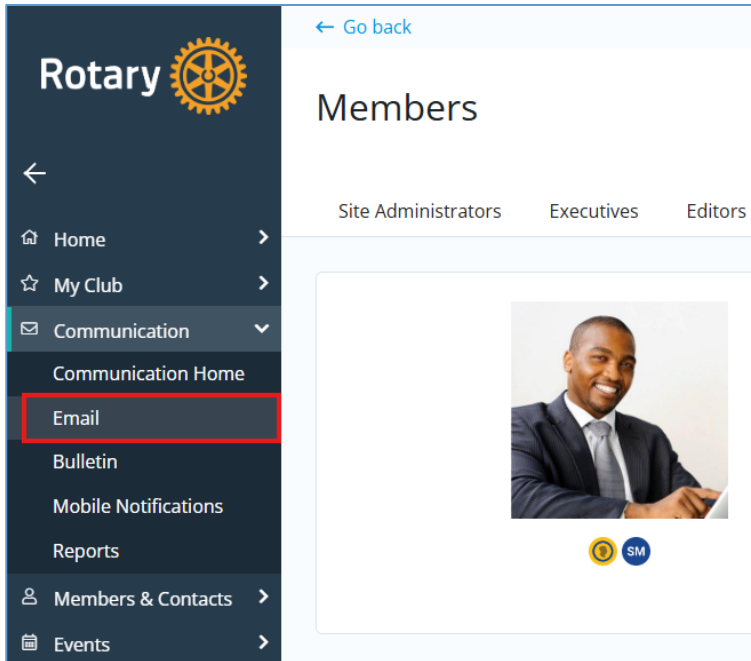 Rotary
Home
My Club
Communication
Communication Home
Email
Bulletin
Mobile Notifications
Reports
Members & Contacts
Events
← Go back
Members
Site Administrators Executives Editors
SM